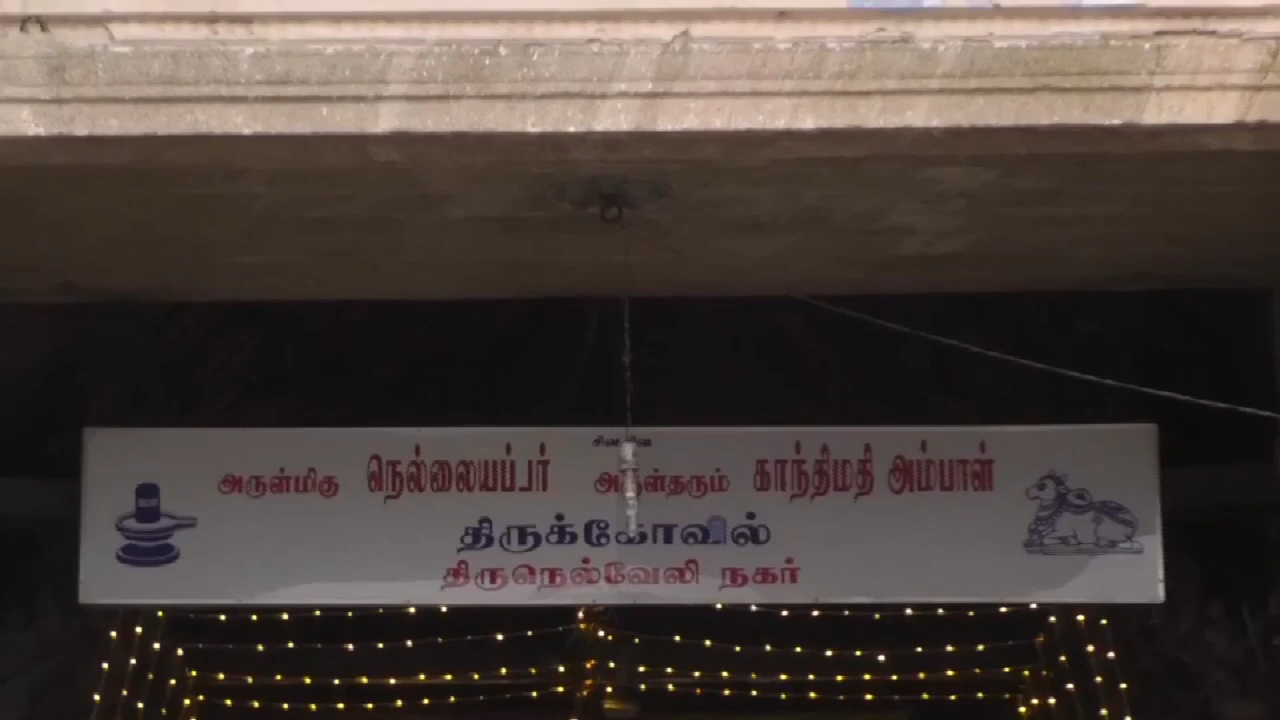 அருள்மிகு நெல்லையப்பர் அருள்தரும் காந்திமதி அம்பாள்
திருக்கோவில்
திருநெல்வேலி நகர்